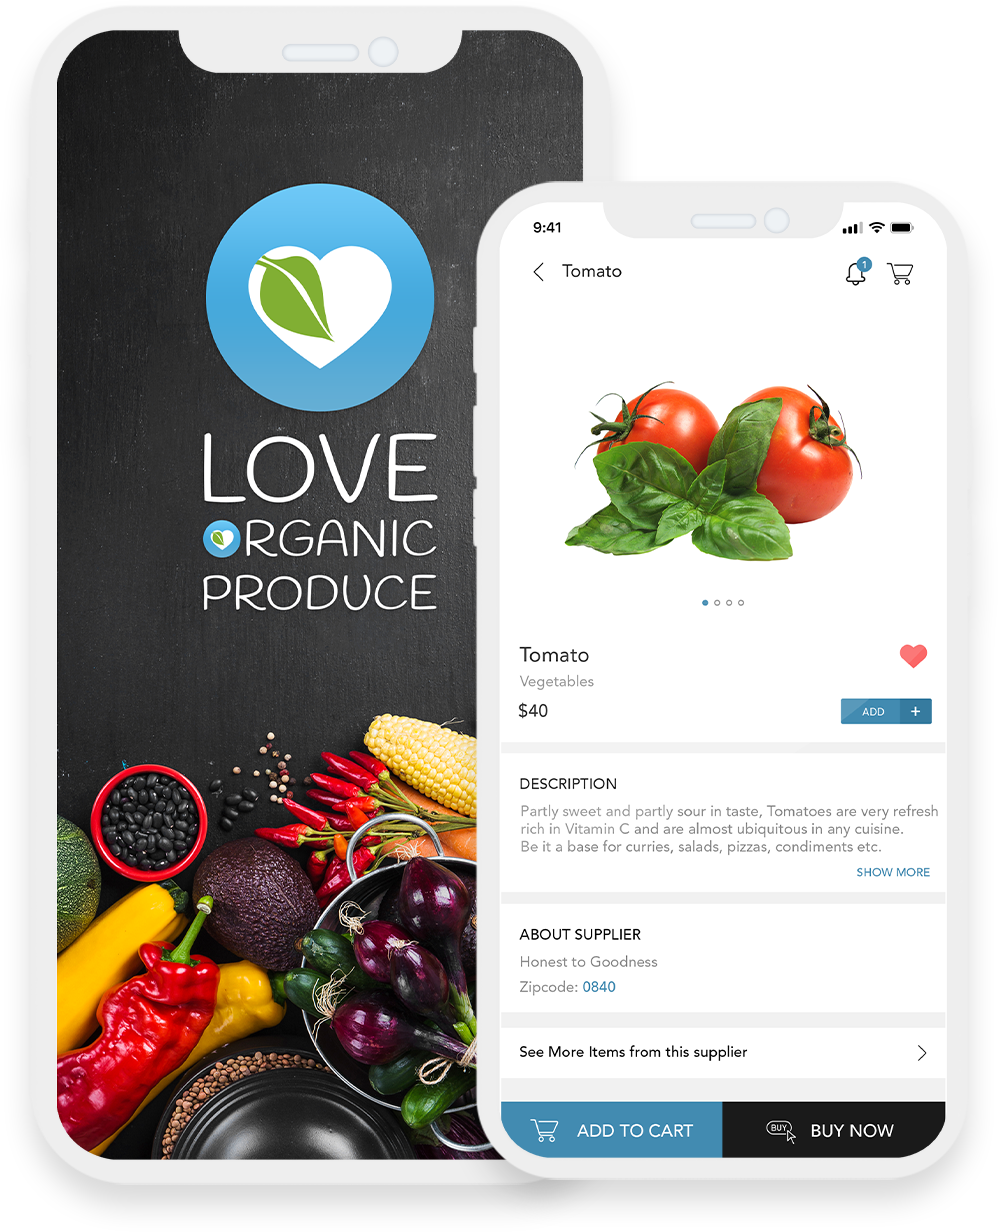 LOVE
ORGANIC
PRODUCE
9:41
Tomato
1
Tomato
Vegetables
$40
ADD +
DESCRIPTION
Partly sweet and partly sour in taste, Tomatoes are very refresh
rich in Vitamin C and are almost ubiquitous in any cuisine.
Be it a base for curries, salads, pizzas, condiments etc.
SHOW MORE
ABOUT SUPPLIER
Honest to Goodness
Zipcode: 0840
See More Items from this supplier
ADD TO CART
BUY
BUY NOW